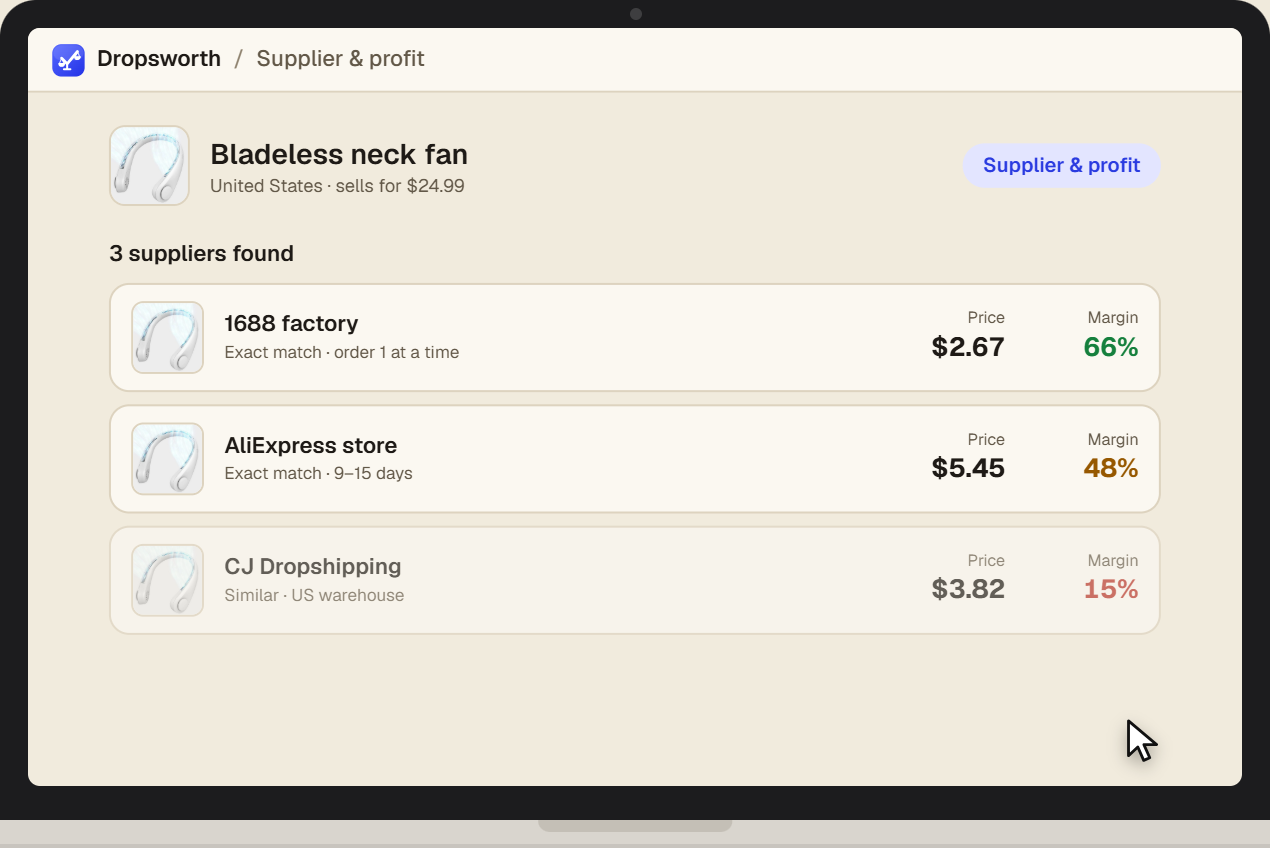 Dropsworth / Supplier & profit
Bladeless neck fan
United States · sells for $24.99
Supplier & profit
3 suppliers found
1688 factory
Exact match · order 1 at a time
Price
$2.67
Margin
66%
AliExpress store
Exact match · 9–15 days
Price
$5.45
Margin
48%
CJ Dropshipping
Similar · US warehouse
Price
$3.82
Margin
15%